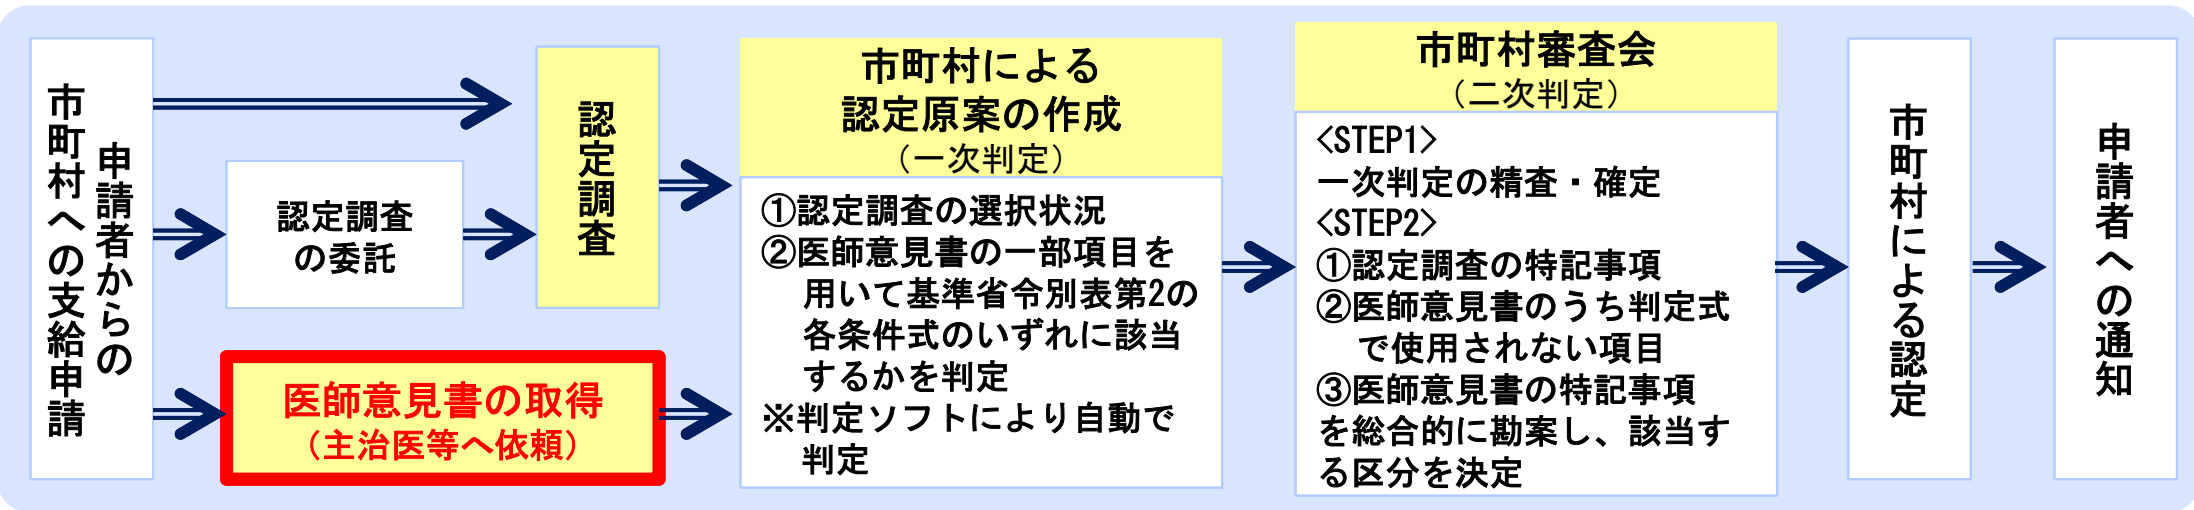 申請者からの
市町村への支給申請
認定調査
の委託
医師意見書の取得
（主治医等へ依頼）
認定調査
市町村による
認定原案の作成
（一次判定）
①認定調査の選択状況
②医師意見書の一部項目を
用いて基準省令別表第2の
各条件式のいずれに該当
するかを判定
※判定ソフトにより自動で
判定
市町村審査会
（二次判定）
<STEP1>
一次判定の精査・確定
<STEP2>
①認定調査の特記事項
②医師意見書のうち判定式
で使用されない項目
③医師意見書の特記事項
を総合的に勘案し、該当す
る区分を決定
市町村による認定
申請者への通知